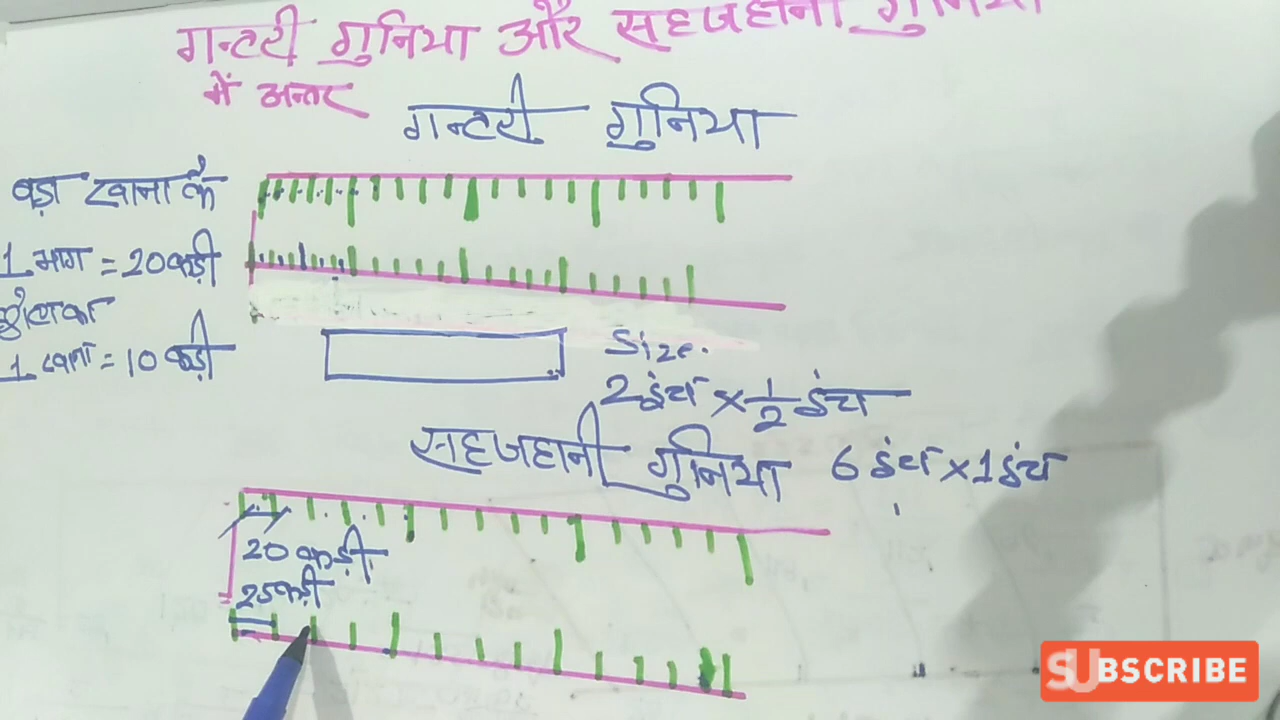 गन्टरी गुनिया और सहजहानी गुनिया
में अन्तर
गन्टरी गुनिया
बड़ा खाना के
1 भाग = 20 कड़ी
1 खाना = 10 कड़ी
Size.
2 इंच × 1/2 इंच
सहजहानी गुनिया 6 इंच × 1 इंच
20 कड़ी
25 कड़ी
SUBSCRIBE